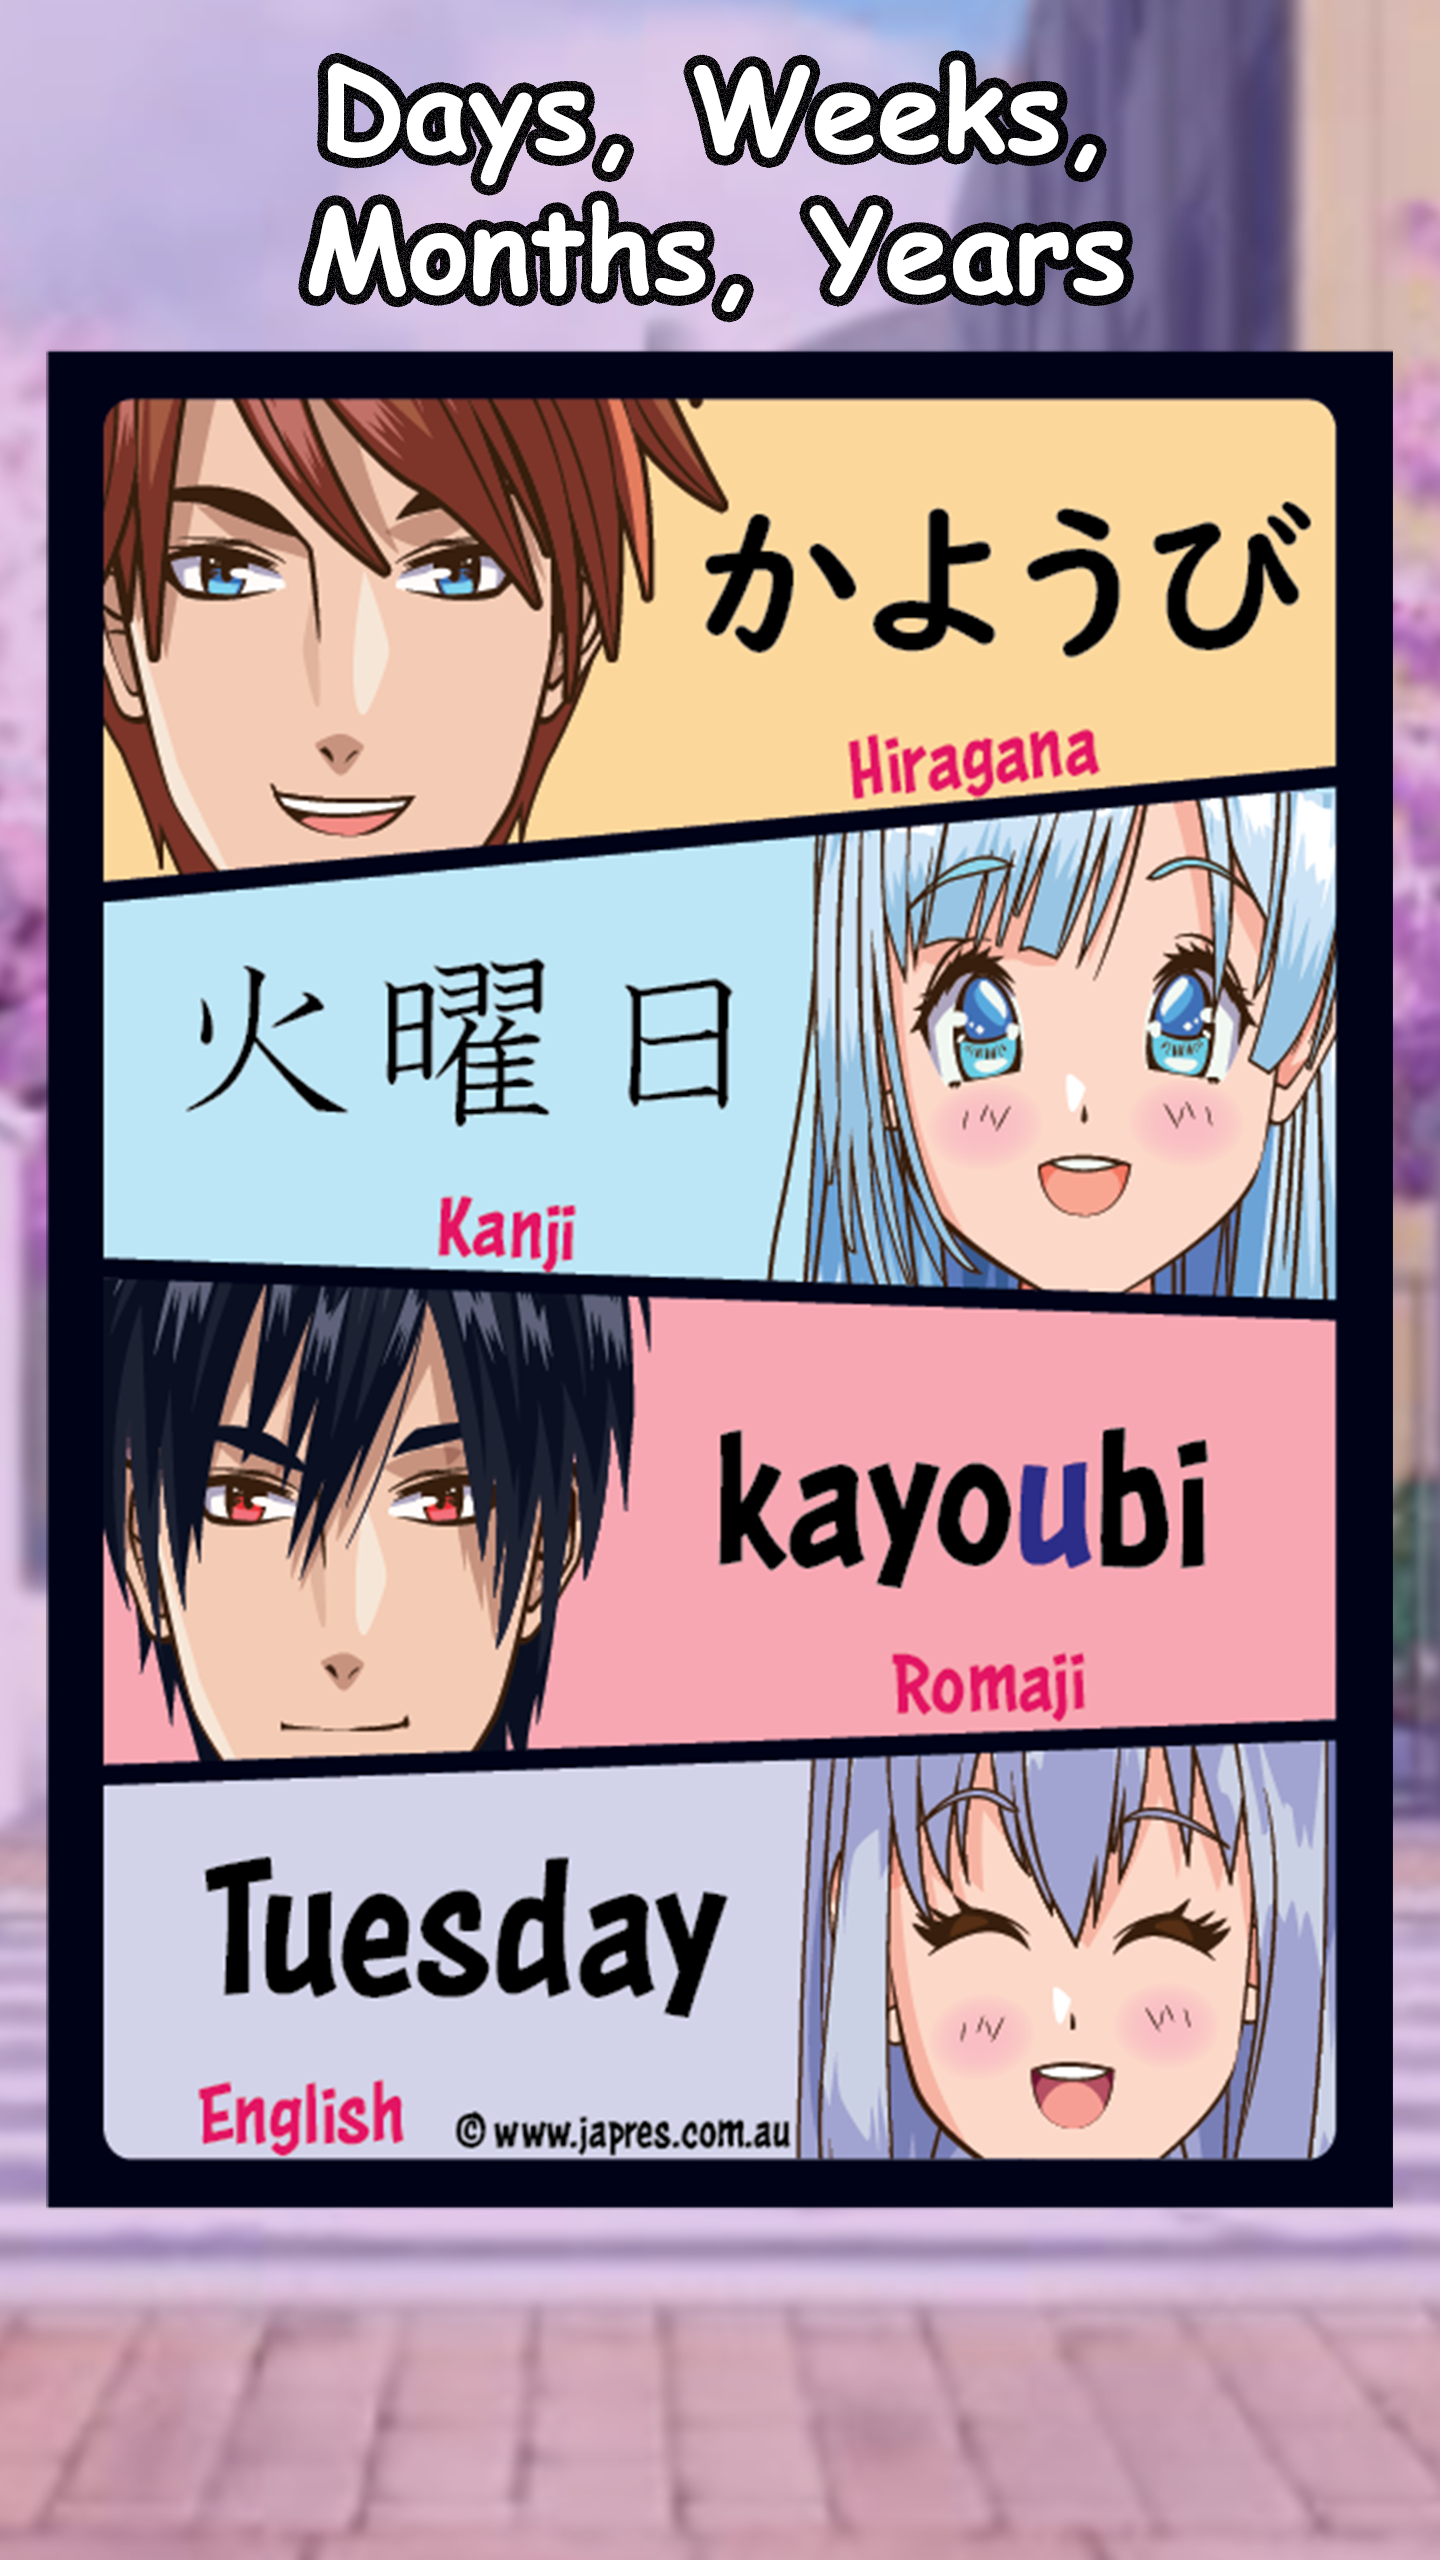 Days, Weeks,
Months, Years
かようび
Hiragana
火曜日
Kanji
kayoubi
Romaji
Tuesday
English
© www.japres.com.au